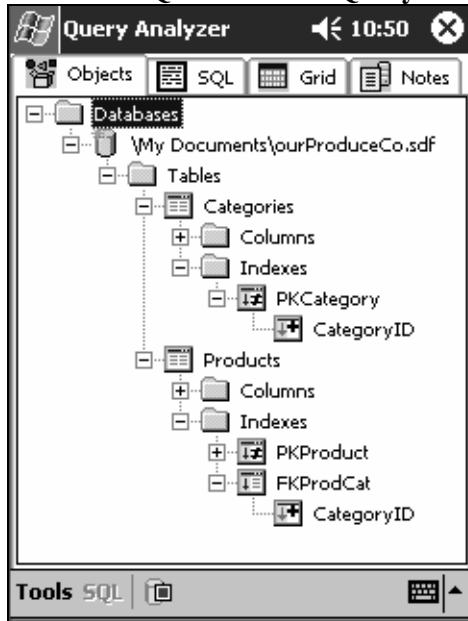 Query Analyzer 10:50
Objects SQL Grid Notes
Databases
\My Documents\ourProduceCo.sdf
Tables
Categories
Columns
Indexes
PKCategory
CategoryID
Products
Columns
Indexes
PKProduct
FKProdCat
CategoryID
Tools SQL